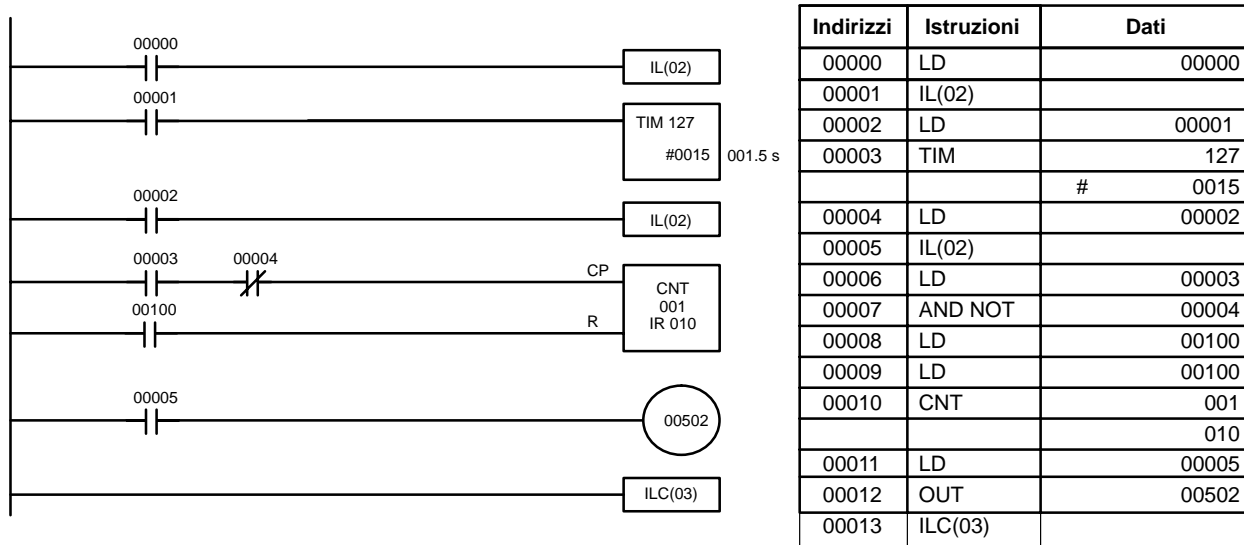 00000
IL(02)
00001
TIM 127
#0015 001.5 s
00002
IL(02)
00003 00004
CP
CNT
001
IR 010
00100
R
00005
00502
ILC(03)
Indirizzi Istruzioni Dati
00000 LD 00000
00001 IL(02)
00002 LD 00001
00003 TIM 127
# 0015
00004 LD 00002
00005 IL(02)
00006 LD 00003
00007 AND NOT 00004
00008 LD 00100
00009 LD 00100
00010 CNT 001
010
00011 LD 00005
00012 OUT 00502
00013 ILC(03)